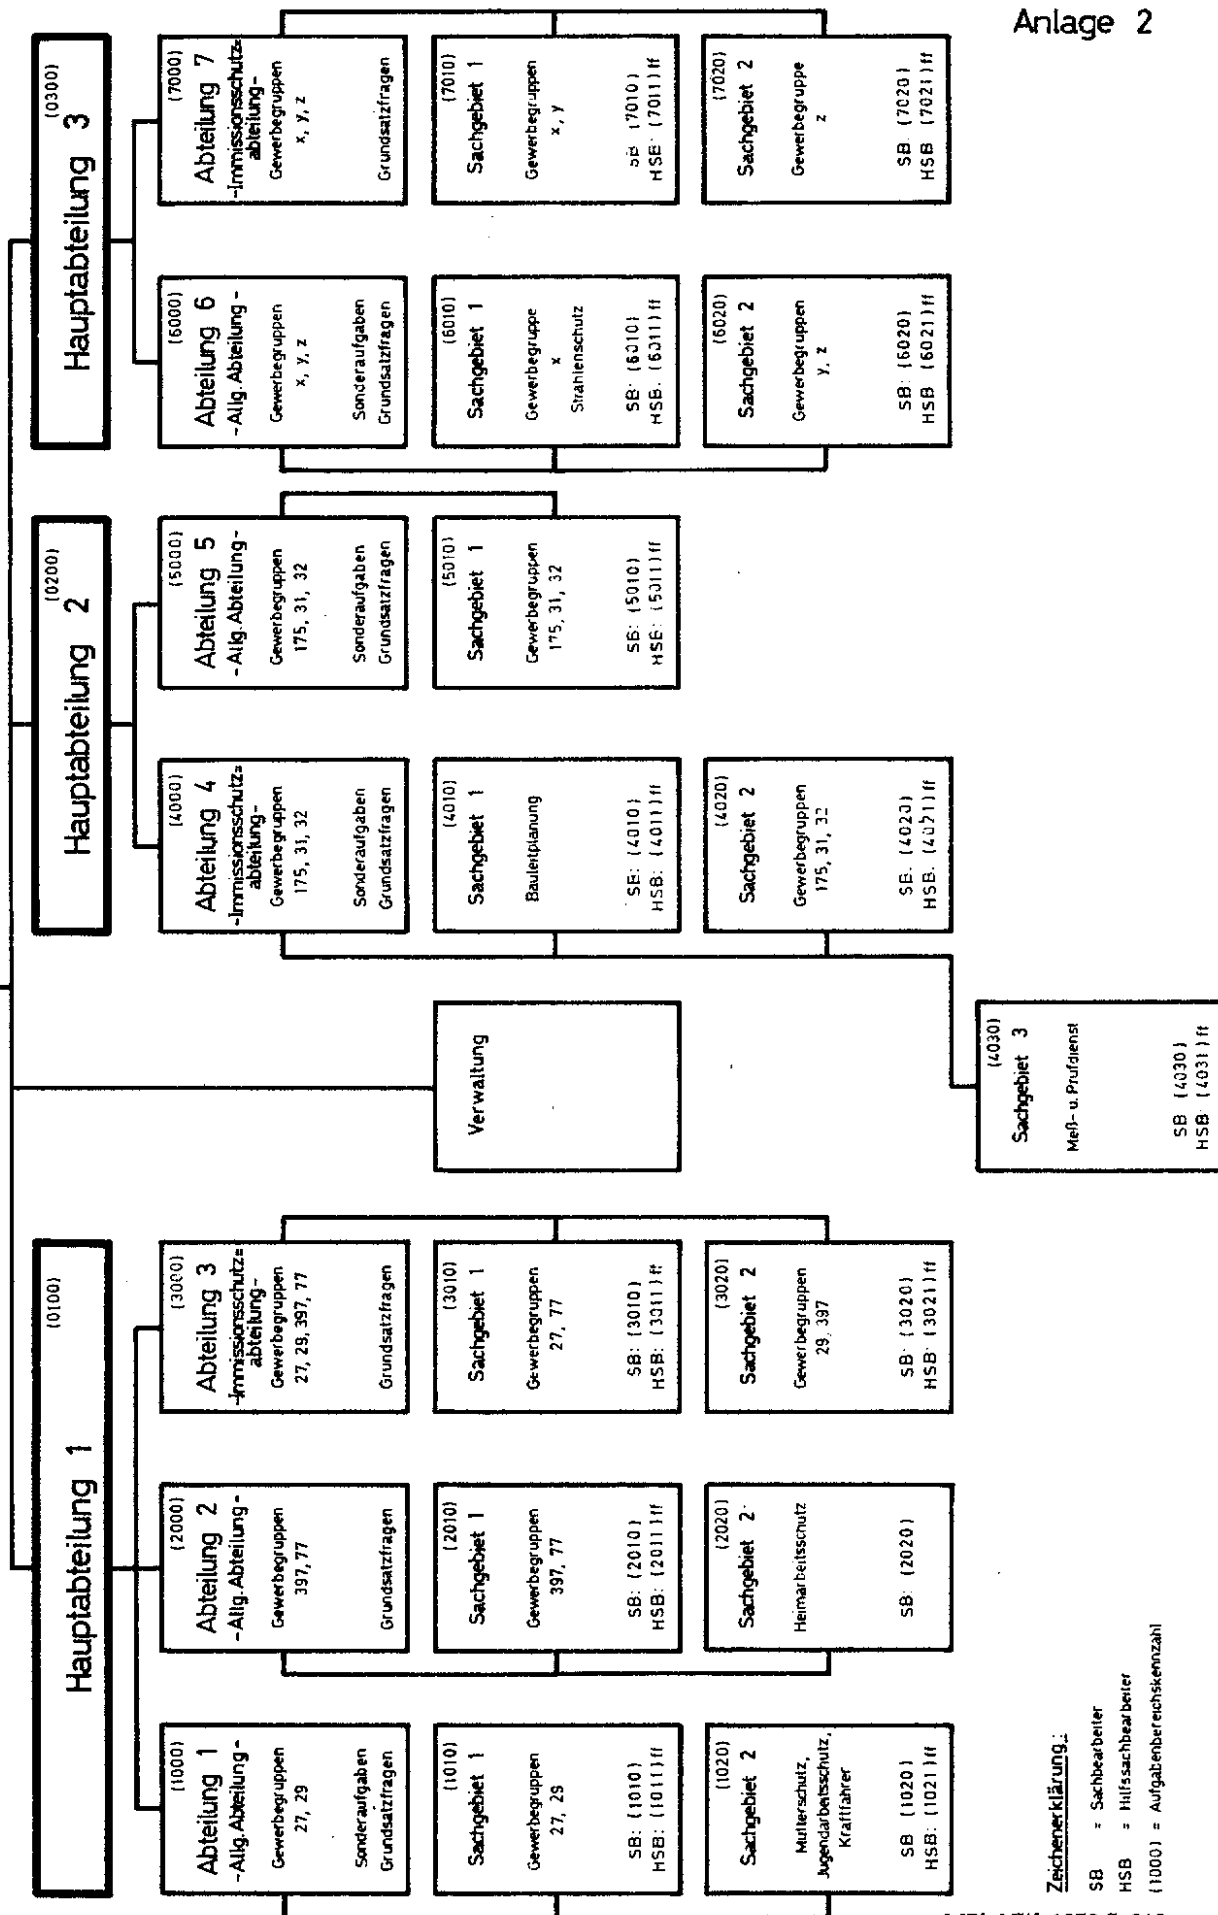 Anlage 2
(0100)
Hauptabteilung 1
(1000)
Abteilung 1
-Allg. Abteilung-
Gewerbegruppen
27, 29
Sonderaufgaben
Grundsatzfragen
(1010)
Sachgebiet 1
Gewerbegruppen
27, 29
SB: (1010)
HSB: (1011)ff
(1020)
Sachgebiet 2
Mutterschutz,
Jugendarbeitsschutz,
Kraftfahrer
SB (1020)
HSB: (1021)ff
(2000)
Abteilung 2
-Allg. Abteilung-
Gewerbegruppen
397, 77
Grundsatzfragen
(2010)
Sachgebiet 1
Gewerbegruppen
397, 77
SB: (2010)
HSB: (2011)ff
(2020)
Sachgebiet 2
Heimarbeitsschutz
SB: (2020)
(3000)
Abteilung 3
-Immissionsschutz=
abteilung-
Gewerbegruppen
27, 29, 397, 77
Grundsatzfragen
(3010)
Sachgebiet 1
Gewerbegruppen
27, 77
SB: (3010)
HSB: (3011)ff
(3020)
Sachgebiet 2
Gewerbegruppen
29, 397
SB: (3020)
HSB: (3021)ff
Verwaltung
(0200)
Hauptabteilung 2
(4000)
Abteilung 4
-Immissionsschutz=
abteilung-
Gewerbegruppen
175, 31, 32
Sonderaufgaben
Grundsatzfragen
(4010)
Sachgebiet 1
Bauleitplanung
SB: (4010)
HSB: (4011)ff
(4020)
Sachgebiet 2
Gewerbegruppen
175, 31, 32
SB: (4020)
HSB: (4021)ff
(4030)
Sachgebiet 3
Meß- u. Prüfdienst
SB (4030)
HSB: (4031)ff
(5000)
Abteilung 5
-Allg. Abteilung-
Gewerbegruppen
175, 31, 32
Sonderaufgaben
Grundsatzfragen
(5010)
Sachgebiet 1
Gewerbegruppen
175, 31, 32
SB: (5010)
HSB: (5011)ff
(0300)
Hauptabteilung 3
(6000)
Abteilung 6
-Allg. Abteilung-
Gewerbegruppen
x, y, z
Sonderaufgaben
Grundsatzfragen
(6010)
Sachgebiet 1
Gewerbegruppe
x
Strahlenschutz
SB: (6010)
HSB: (6011)ff
(6020)
Sachgebiet 2
Gewerbegruppen
y, z
SB: (6020)
HSB (6021)ff
(7000)
Abteilung 7
-Immissionsschutz=
abteilung-
Gewerbegruppen
x, y, z
Grundsatzfragen
(7010)
Sachgebiet 1
Gewerbegruppen
x, y
SB (7010)
HSB: (7011)ff
(7020)
Sachgebiet 2
Gewerbegruppe
z
SB: (7020)
HSB (7021)ff
Zeichenerklärung:
SB = Sachbearbeiter
HSB = Hilfssachbearbeiter
(1000) = Aufgabenbereichskennzahl